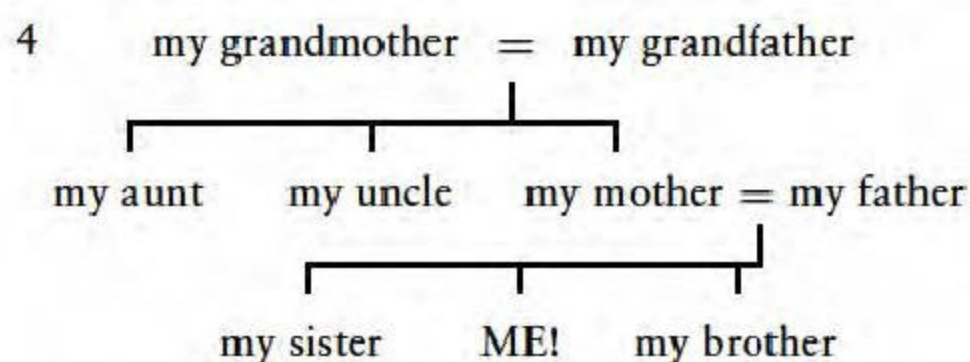 4 my grandmother = my grandfather
my aunt my uncle my mother = my father
my sister ME! my brother